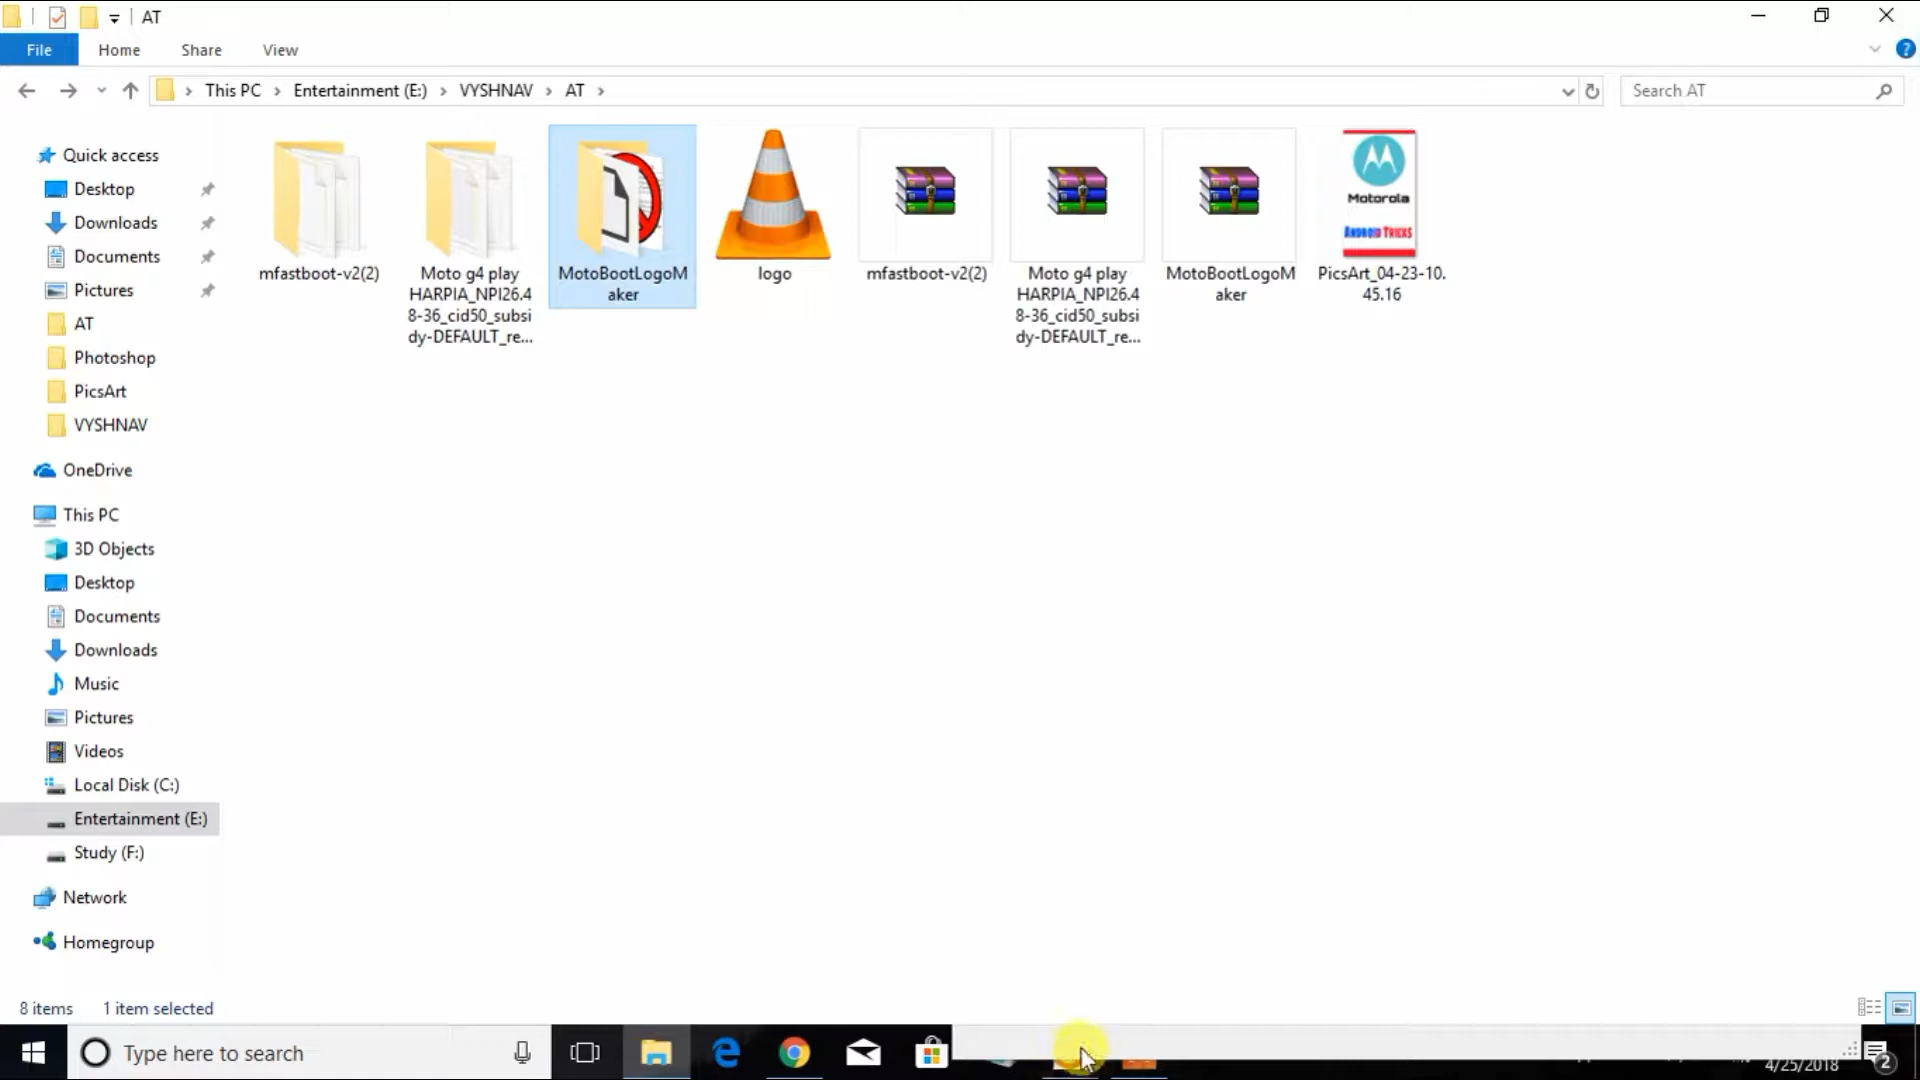 AT
File Home Share View
This PC Entertainment (E:) VYSHNAV AT
Search AT
Quick access
Desktop
Downloads
Documents
Pictures
AT
Photoshop
PicsArt
VYSHNAV
OneDrive
This PC
3D Objects
Desktop
Documents
Downloads
Music
Pictures
Videos
Local Disk (C:)
Entertainment (E:)
Study (F:)
Network
Homegroup
mfastboot-v2(2)
Moto g4 play
HARPIA_NPI26.4
8-36_cid50_subsi
dy-DEFAULT_re...
MotoBootLogoM
aker
logo
mfastboot-v2(2)
Moto g4 play
HARPIA_NPI26.4
8-36_cid50_subsi
dy-DEFAULT_re...
MotoBootLogoM
aker
Motorola
ANDROID TRICKS
PicsArt_04-23-10.
45.16
8 items 1 item selected
Type here to search
4/25/2018
2